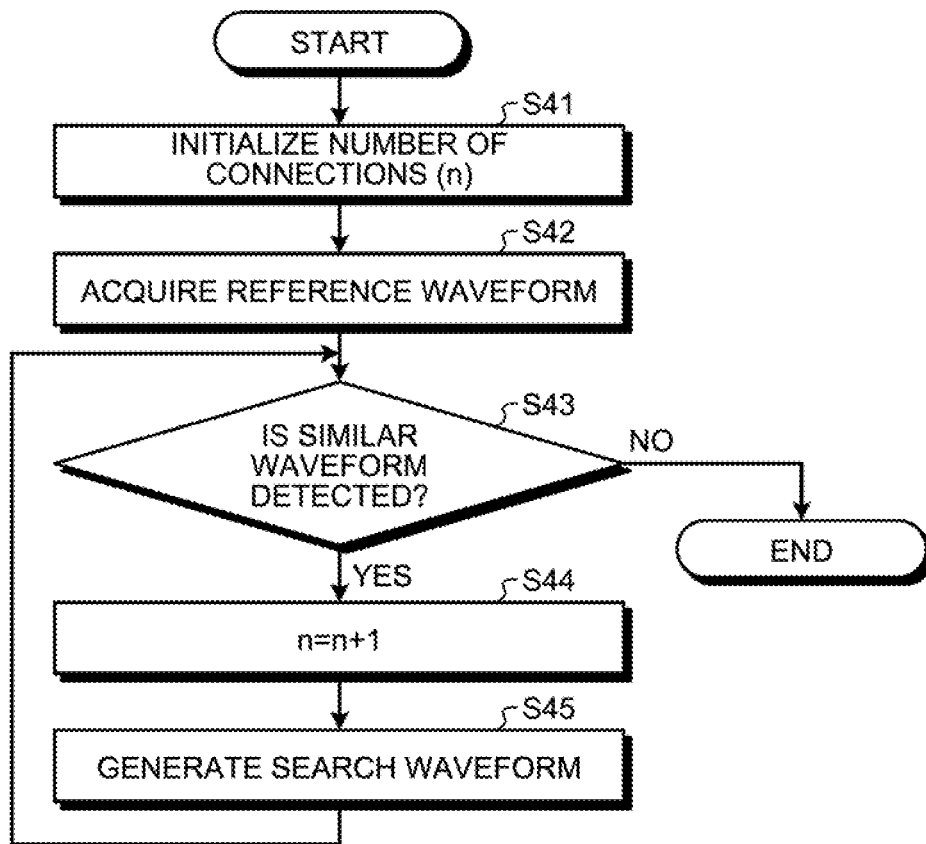 START
S41
INITIALIZE NUMBER OF
CONNECTIONS (n)
S42
ACQUIRE REFERENCE WAVEFORM
S43
IS SIMILAR
WAVEFORM
DETECTED?
NO
END
YES
S44
n=n+1
S45
GENERATE SEARCH WAVEFORM